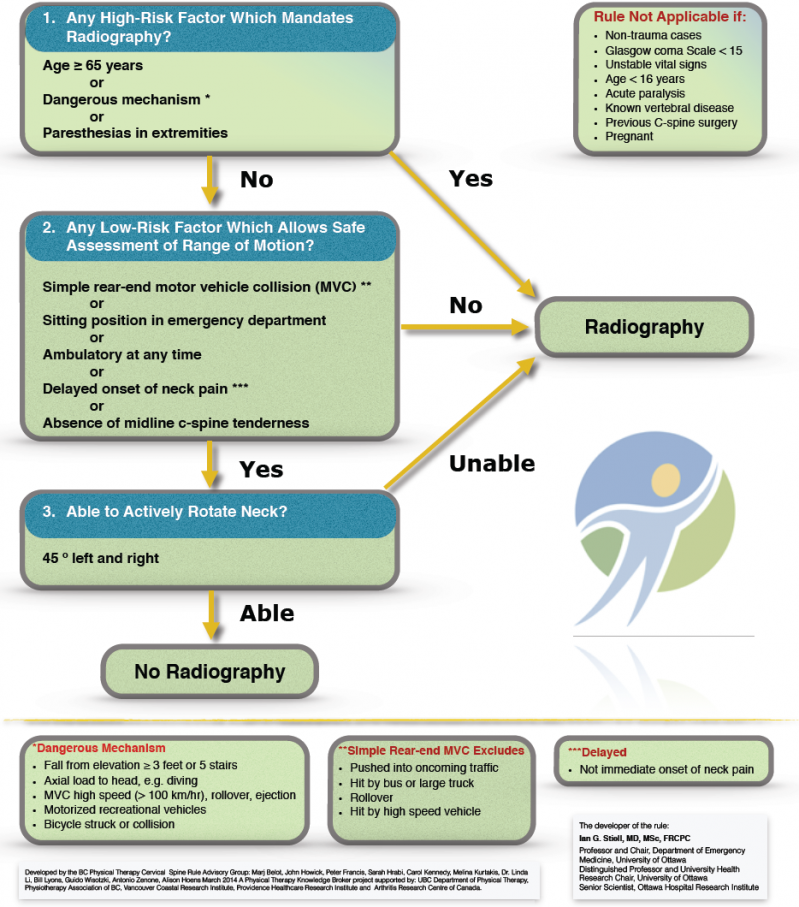 1. Any High-Risk Factor Which Mandates
Radiography?
Age ≥ 65 years
or
Dangerous mechanism *
or
Paresthesias in extremities
Rule Not Applicable if:
• Non-trauma cases
• Glasgow coma Scale < 15
• Unstable vital signs
• Age < 16 years
• Acute paralysis
• Known vertebral disease
• Previous C-spine surgery
• Pregnant
No
Yes
2. Any Low-Risk Factor Which Allows Safe
Assessment of Range of Motion?
Simple rear-end motor vehicle collision (MVC) **
or
Sitting position in emergency department
or
Ambulatory at any time
or
Delayed onset of neck pain ***
or
Absence of midline c-spine tenderness
No
Radiography
Yes
Unable
3. Able to Actively Rotate Neck?
45 º left and right
Able
No Radiography
*Dangerous Mechanism
• Fall from elevation ≥ 3 feet or 5 stairs
• Axial load to head, e.g. diving
• MVC high speed (> 100 km/hr), rollover, ejection
• Motorized recreational vehicles
• Bicycle struck or collision
**Simple Rear-end MVC Excludes
• Pushed into oncoming traffic
• Hit by bus or large truck
• Rollover
• Hit by high speed vehicle
***Delayed
• Not immediate onset of neck pain
The developer of the rule:
Ian G. Stiell, MD, MSc, FRCPC
Professor and Chair, Department of Emergency
Medicine, University of Ottawa
Distinguished Professor and University Health
Research Chair, University of Ottawa
Senior Scientist, Ottawa Hospital Research Institute
Developed by the BC Physical Therapy Cervical Spine Rule Advisory Group: Marj Belot, John Howick, Peter Francis, Sarah Hrabi, Carol Kennedy, Melina Kurtakis, Dr. Linda
Li, Bill Lyons, Guido Wisotzki, Antonio Zenone, Alison Hoens March 2014 A Physical Therapy Knowledge Broker project supported by: UBC Department of Physical Therapy,
Physiotherapy Association of BC, Vancouver Coastal Research Institute, Providence Healthcare Research Institute and Arthritis Research Centre of Canada.